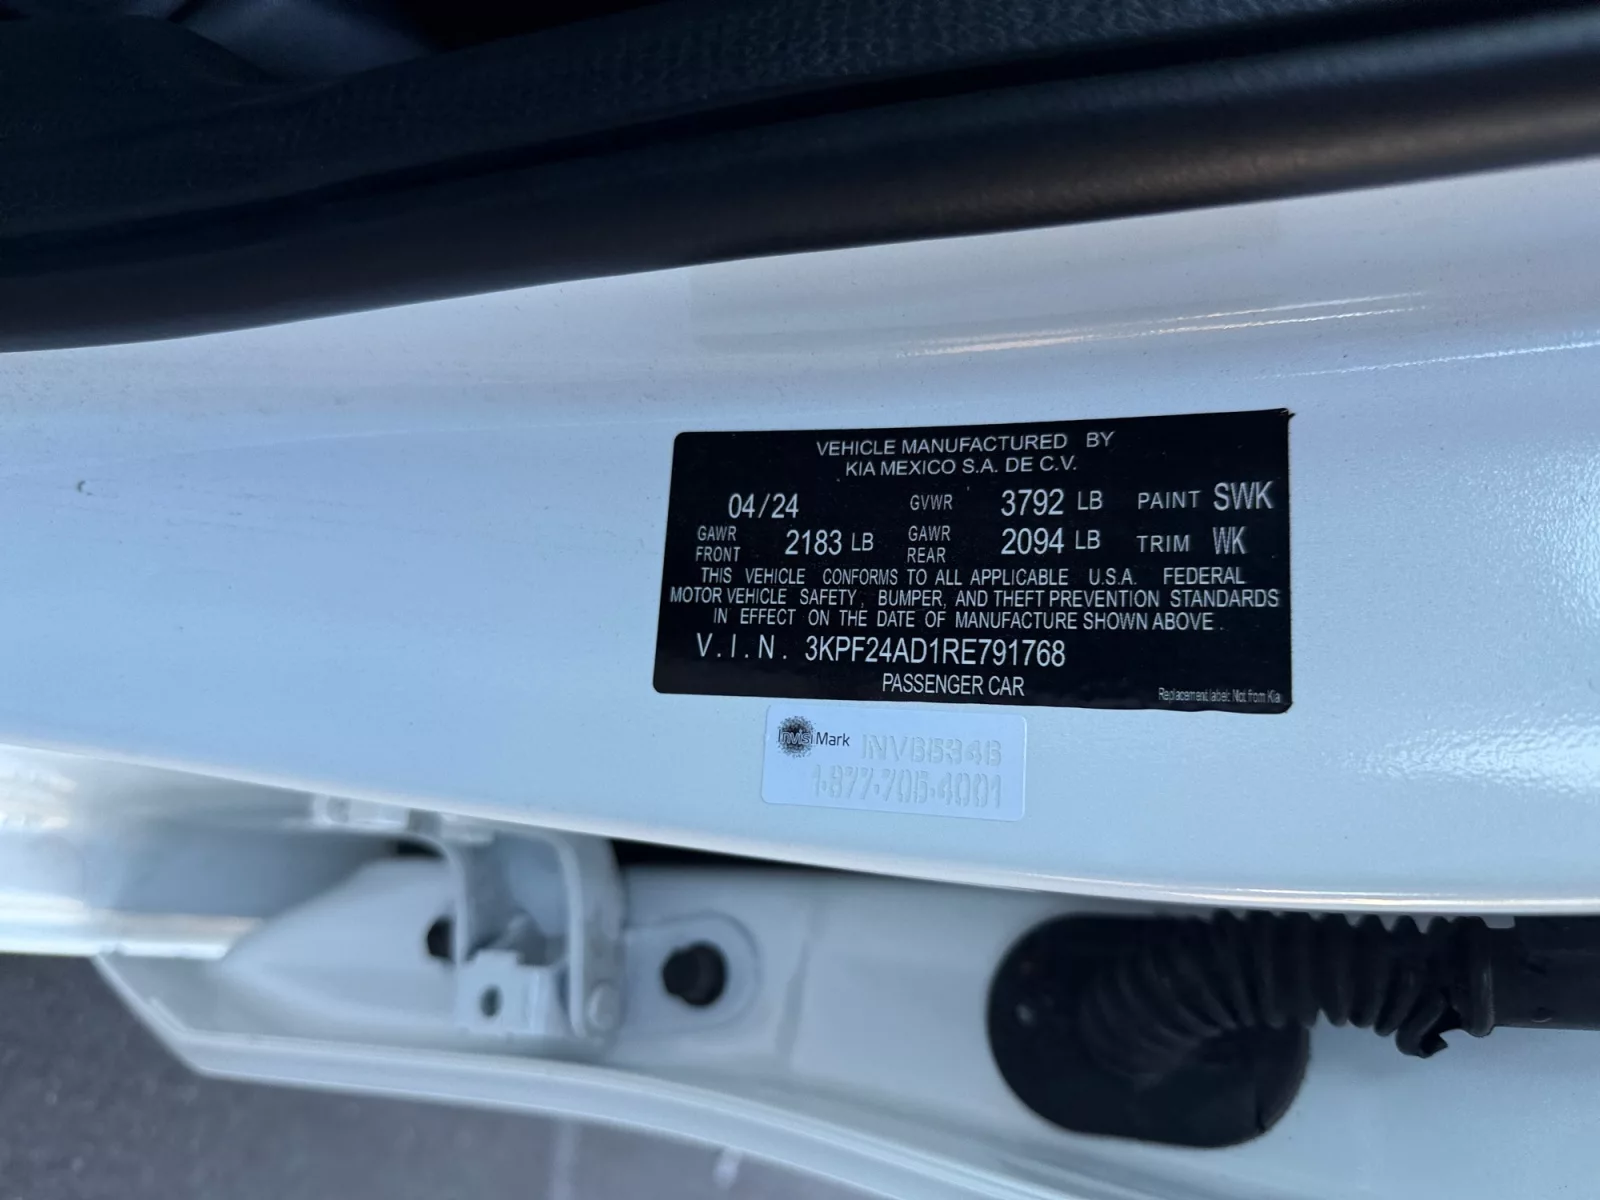 VEHICLE MANUFACTURED BY
KIA MEXICO S.A. DE C.V.
04/24 GVWR 3792 LB PAINT SWK
GAWR FRONT 2183 LB GAWR REAR 2094 LB TRIM WK
THIS VEHICLE CONFORMS TO ALL APPLICABLE U.S.A. FEDERAL
MOTOR VEHICLE SAFETY, BUMPER, AND THEFT PREVENTION STANDARDS
IN EFFECT ON THE DATE OF MANUFACTURE SHOWN ABOVE.
V.I.N. 3KPF24AD1RE791768
PASSENGER CAR
Replacement label: Not from Kia
InvisiMark
1-877-705-4001